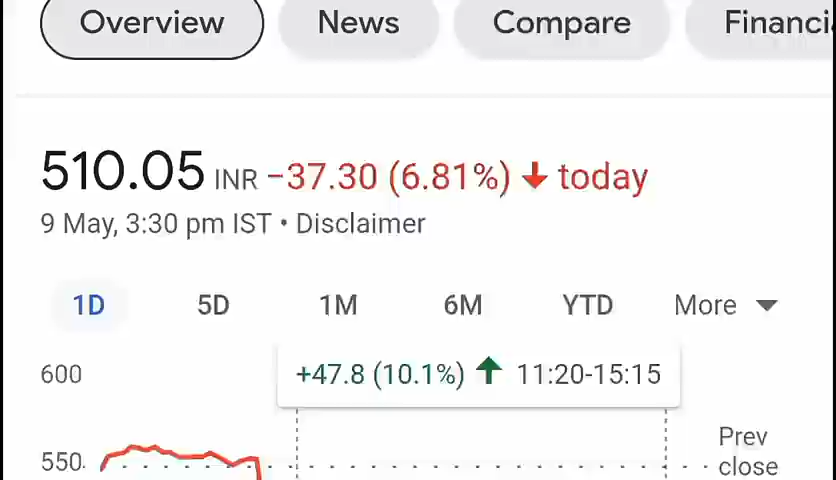 Overview News Compare
510.05 INR −37.30 (6.81%) ↓ today
9 May, 3:30 pm IST • Disclaimer
1D 5D 1M 6M YTD More
600
+47.8 (10.1%) ↑ 11:20-15:15
Prev
550 close